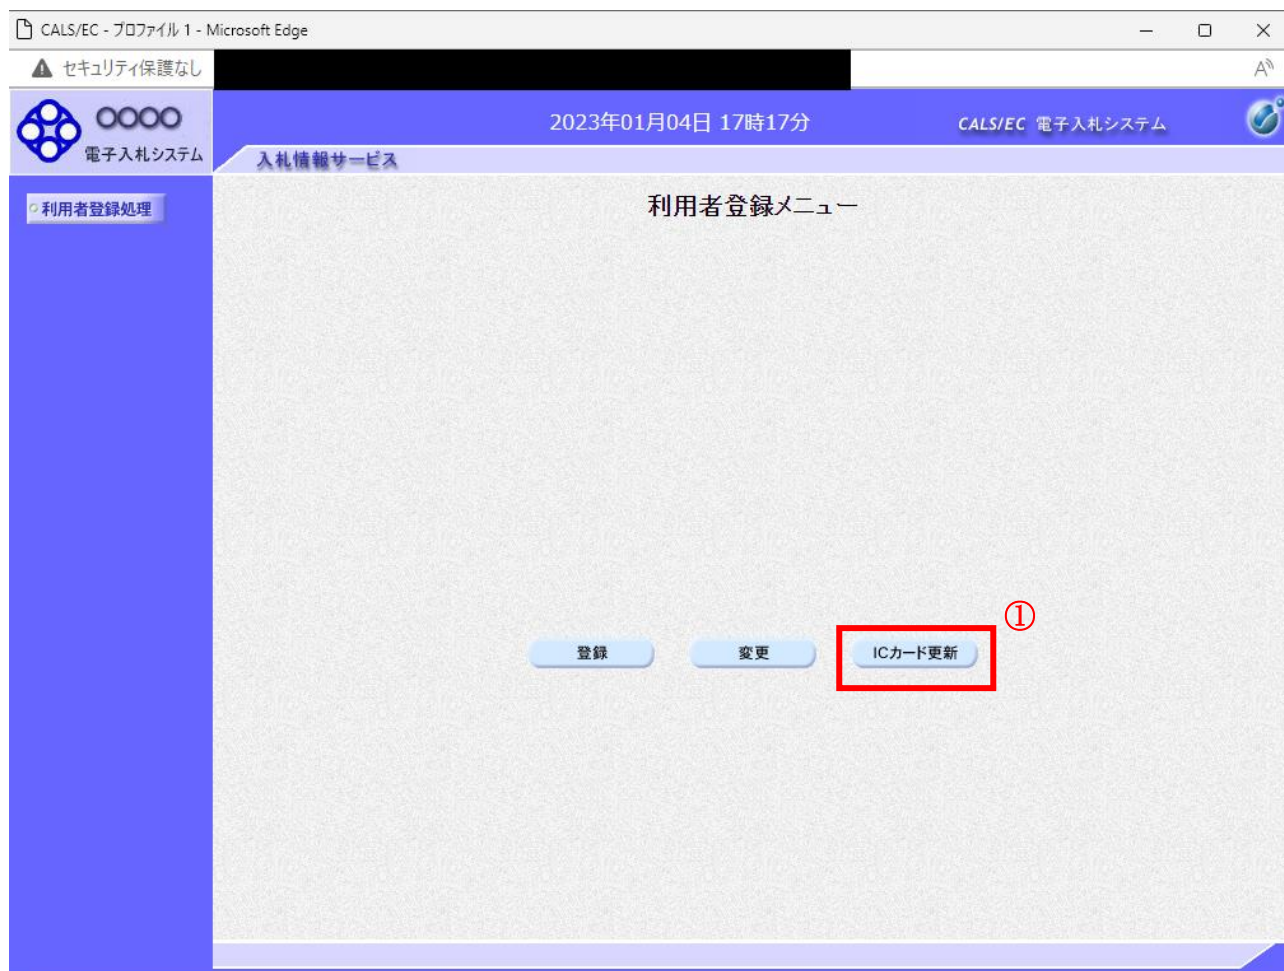 CALS/EC - プロファイル 1 - Microsoft Edge
セキュリティ保護なし
A
〇〇〇〇
電子入札システム
2023年01月04日 17時17分
CALS/EC 電子入札システム
入札情報サービス
利用者登録処理
利用者登録メニュー
①
登録
変更
ICカード更新